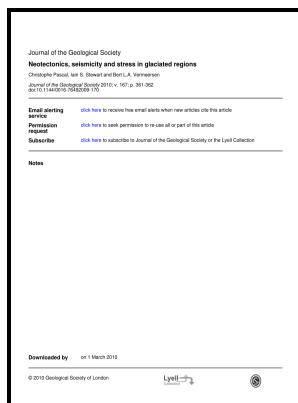 Journal of the Geological Society
Neotectonics, seismicity and stress in glaciated regions
Christophe Pascal, Iain S. Stewart and Bert L.A. Vermeersen
Journal of the Geological Society 2010; v. 167; p. 361-362
doi:10.1144/0016-76492009-170
Email alerting service click here to receive free email alerts when new articles cite this article
Permission request click here to seek permission to re-use all or part of this article
Subscribe click here to subscribe to Journal of the Geological Society or the Lyell Collection
Notes
Downloaded by on 1 March 2010
© 2010 Geological Society of London
Lyell